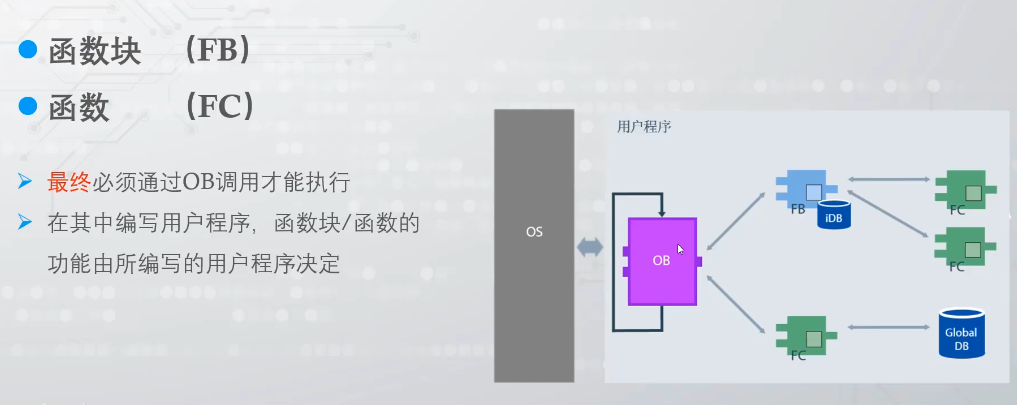 函数块 （FB）
函数 （FC）
最终必须通过OB调用才能执行
在其中编写用户程序，函数块/函数的
功能由所编写的用户程序决定
用户程序
OS
OB
FB
iDB
FC
FC
FC
Global
DB